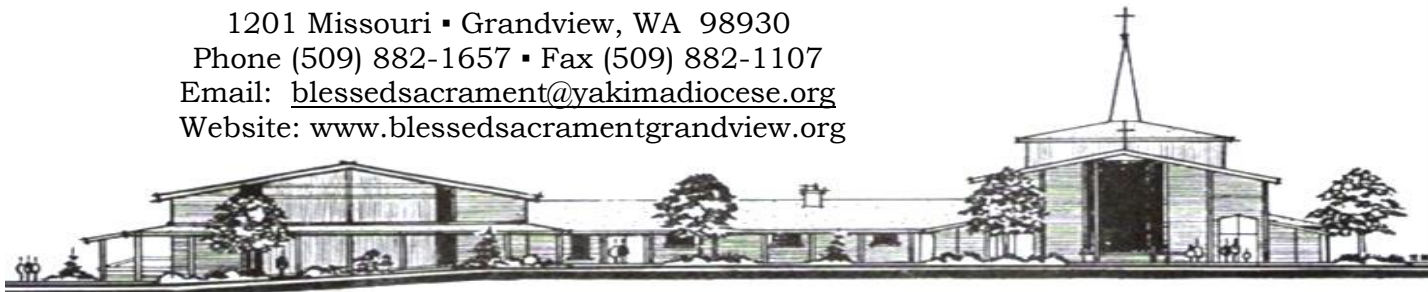 1201 Missouri ▪ Grandview, WA  98930
Phone (509) 882-1657 ▪ Fax (509) 882-1107
Email:  blessedsacrament@yakimadiocese.org
Website: www.blessedsacramentgrandview.org